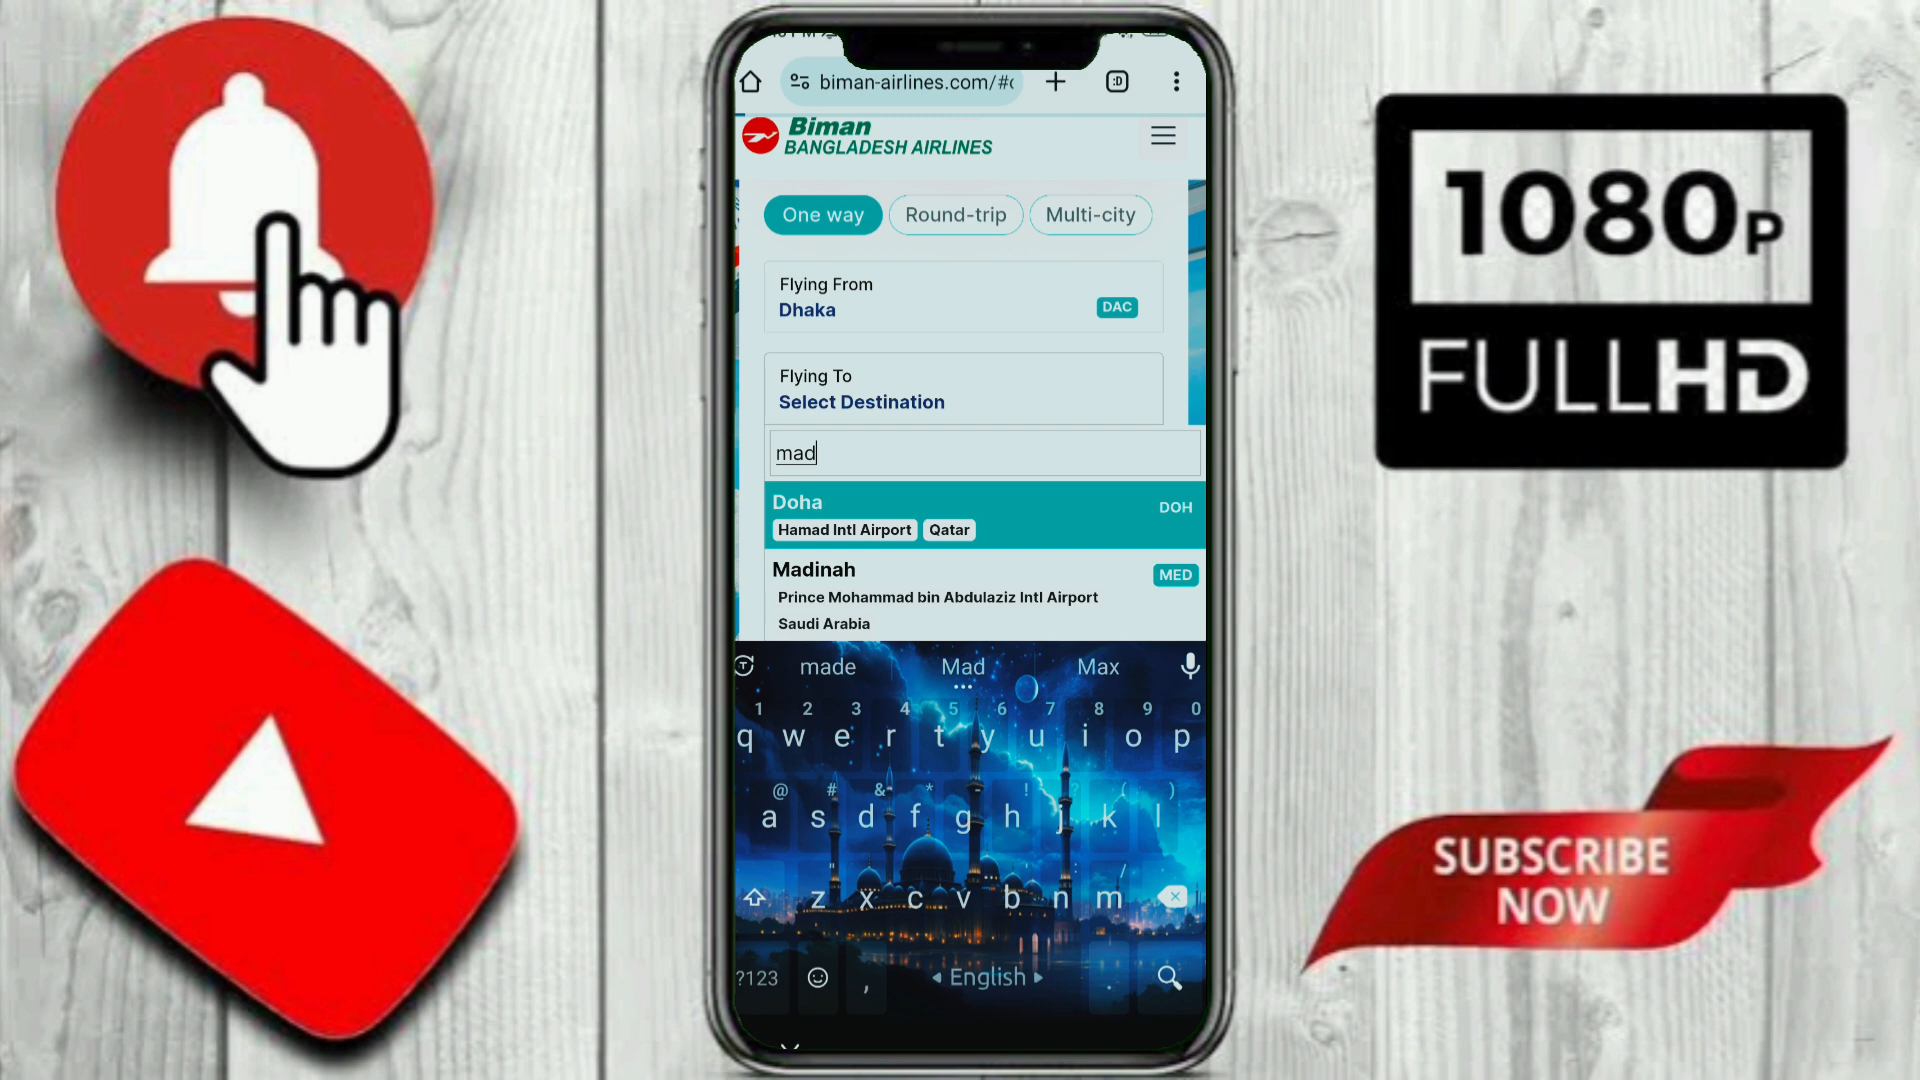 biman-airlines.com/#
:D
Biman
BANGLADESH AIRLINES
One way
Round-trip
Multi-city
Flying From
Dhaka
DAC
Flying To
Select Destination
mad
Doha
DOH
Hamad Intl Airport
Qatar
Madinah
MED
Prince Mohammad bin Abdulaziz Intl Airport
Saudi Arabia
made
Mad
Max
1 2 3 4 5 6 7 8 9 0
q w e r t y u i o p
@ # & * ! ? ( )
a s d f g h j k l
z x c v b n m
?123
,
English
.
1080P
FULLHD
SUBSCRIBE
NOW